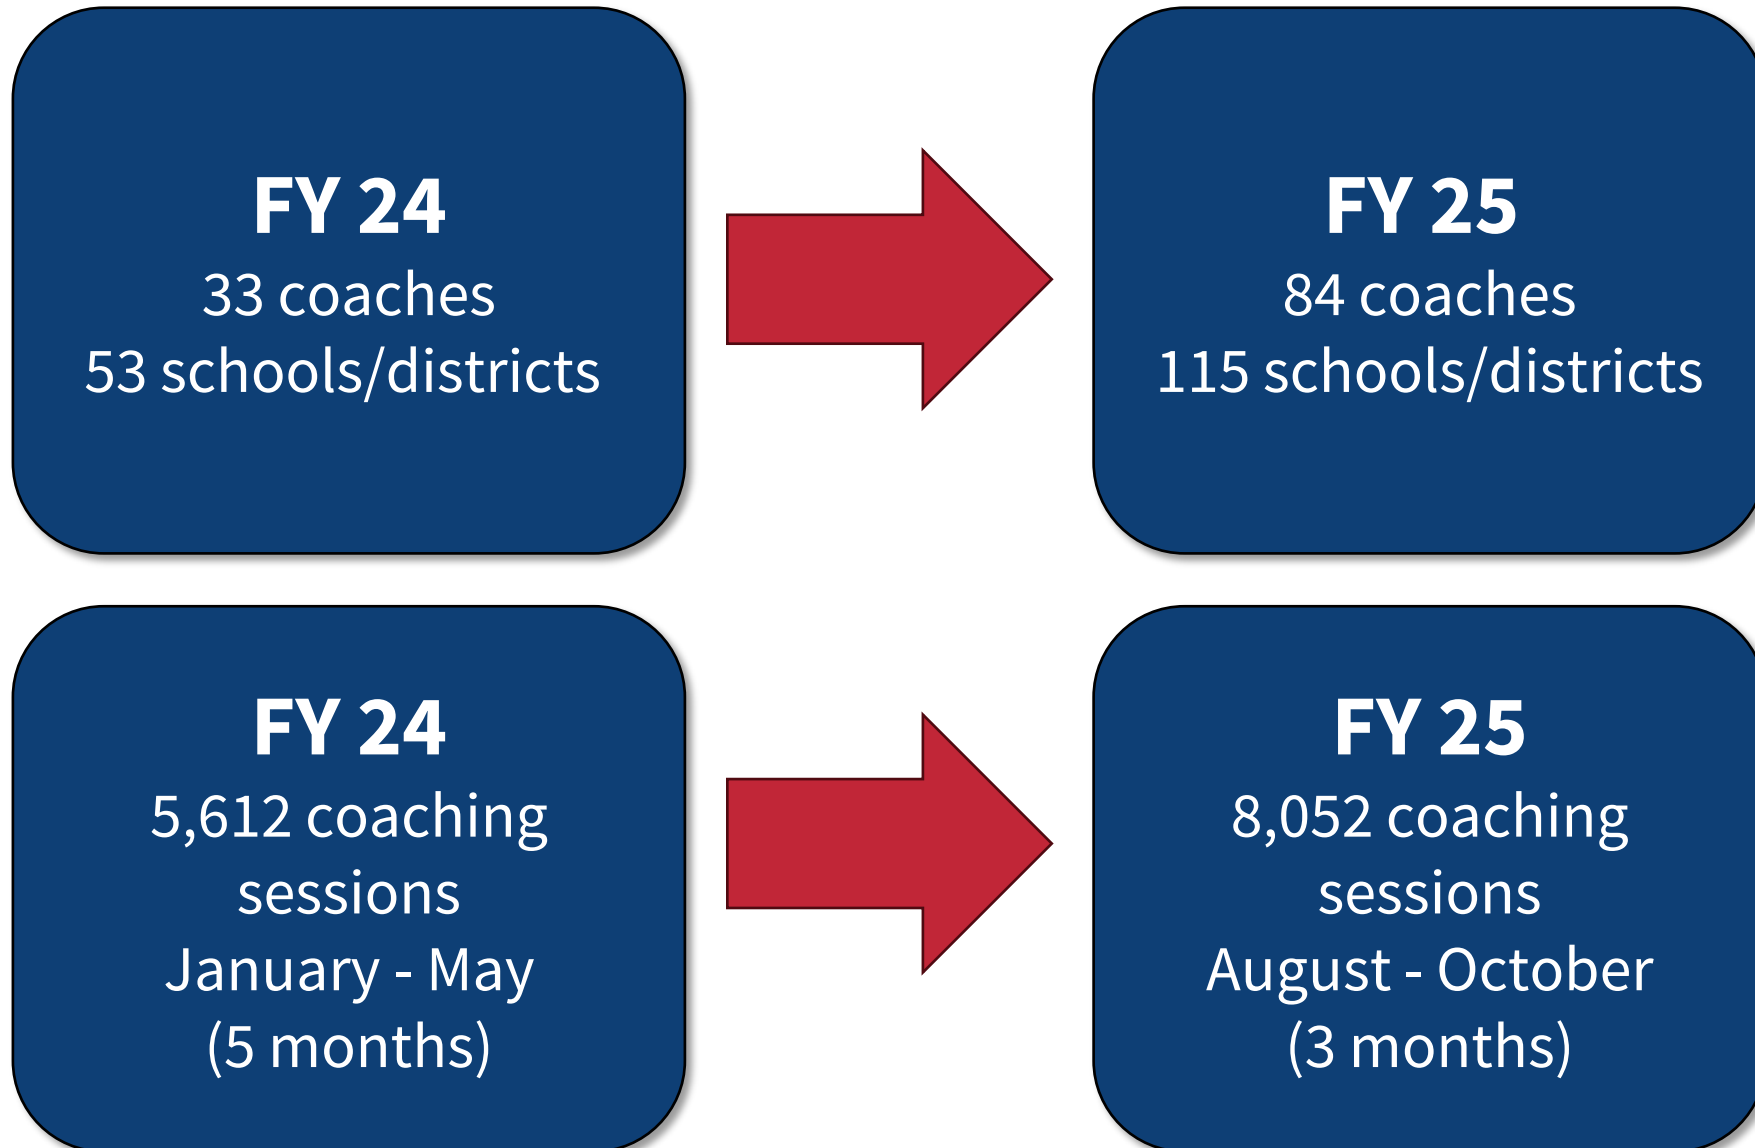 FY 24
33 coaches
53 schools/districts
FY 25
84 coaches
115 schools/districts
FY 24
5,612 coaching
sessions
January - May
(5 months)
FY 25
8,052 coaching
sessions
August - October
(3 months)